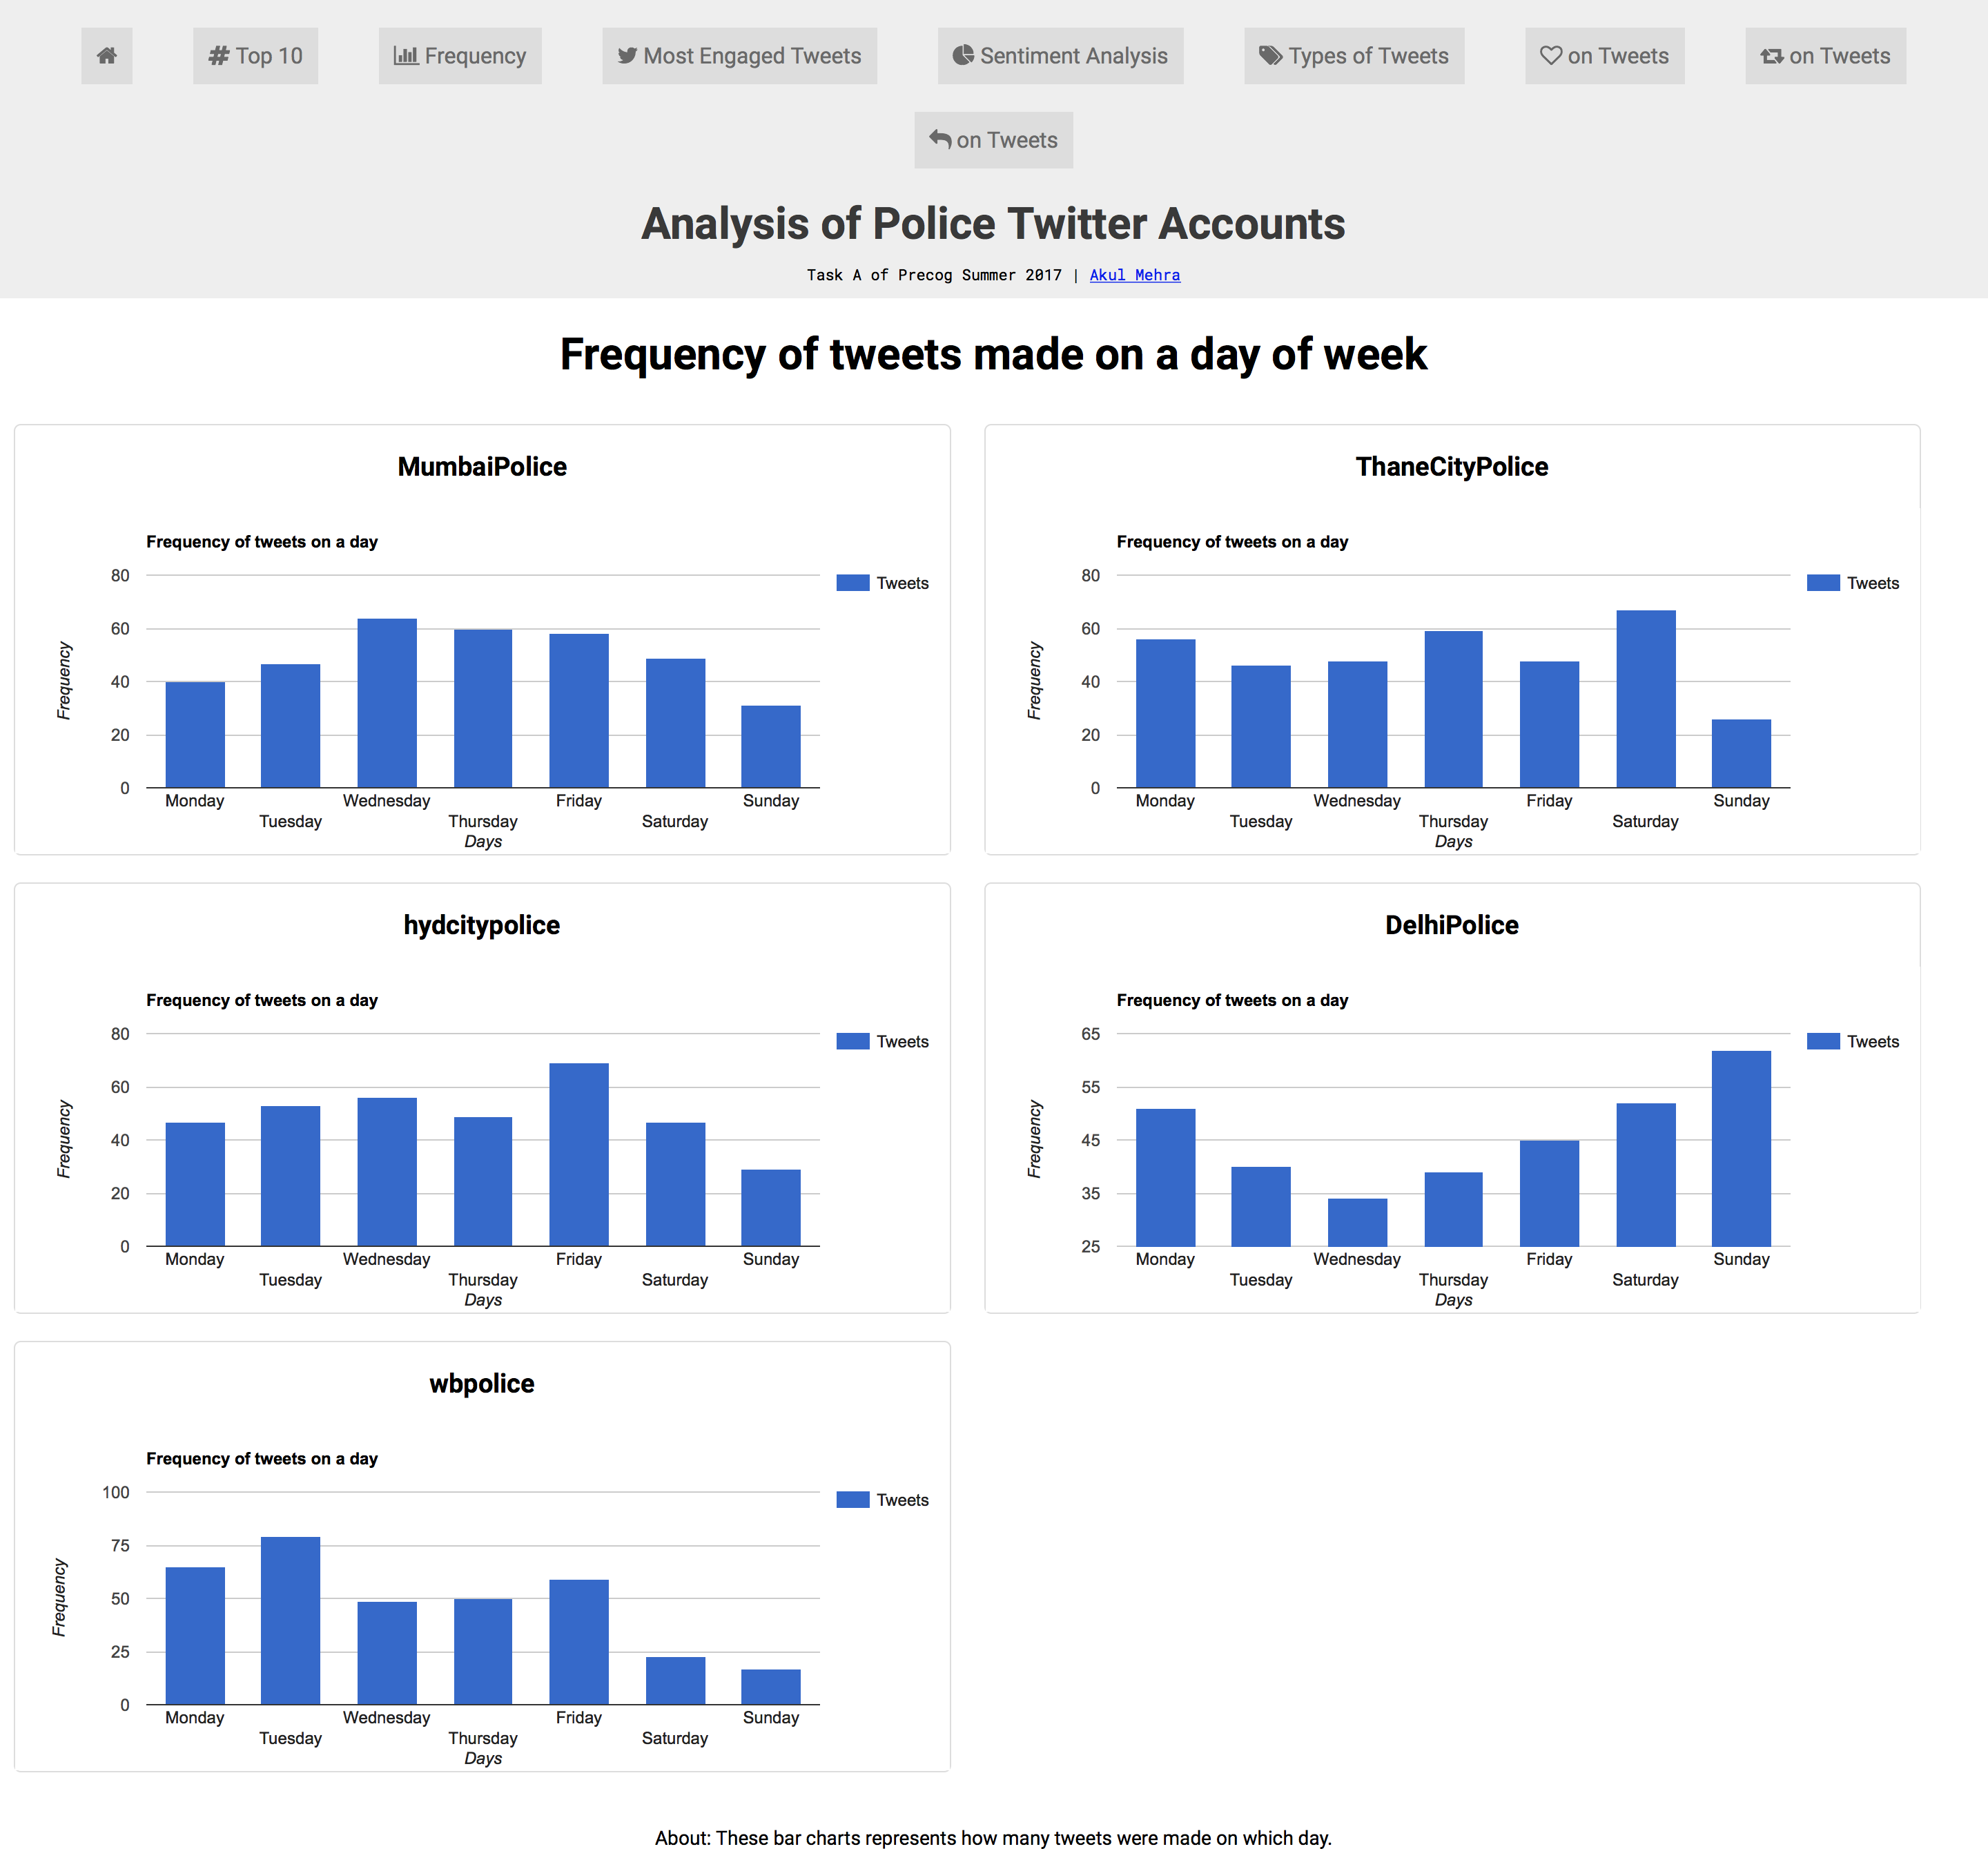 Top 10
Frequency
Most Engaged Tweets
Sentiment Analysis
Types of Tweets
on Tweets
on Tweets
on Tweets
Analysis of Police Twitter Accounts
Task A of Precog Summer 2017 | Akul Mehra
Frequency of tweets made on a day of week
MumbaiPolice
Frequency of tweets on a day
80
60
40
20
0
Frequency
Tweets
Monday
Tuesday
Wednesday
Thursday
Friday
Saturday
Sunday
Days
ThaneCityPolice
Frequency of tweets on a day
80
60
40
20
0
Frequency
Tweets
Monday
Tuesday
Wednesday
Thursday
Friday
Saturday
Sunday
Days
hydcitypolice
Frequency of tweets on a day
80
60
40
20
0
Frequency
Tweets
Monday
Tuesday
Wednesday
Thursday
Friday
Saturday
Sunday
Days
DelhiPolice
Frequency of tweets on a day
65
55
45
35
25
Frequency
Tweets
Monday
Tuesday
Wednesday
Thursday
Friday
Saturday
Sunday
Days
wbpolice
Frequency of tweets on a day
100
75
50
25
0
Frequency
Tweets
Monday
Tuesday
Wednesday
Thursday
Friday
Saturday
Sunday
Days
About: These bar charts represents how many tweets were made on which day.